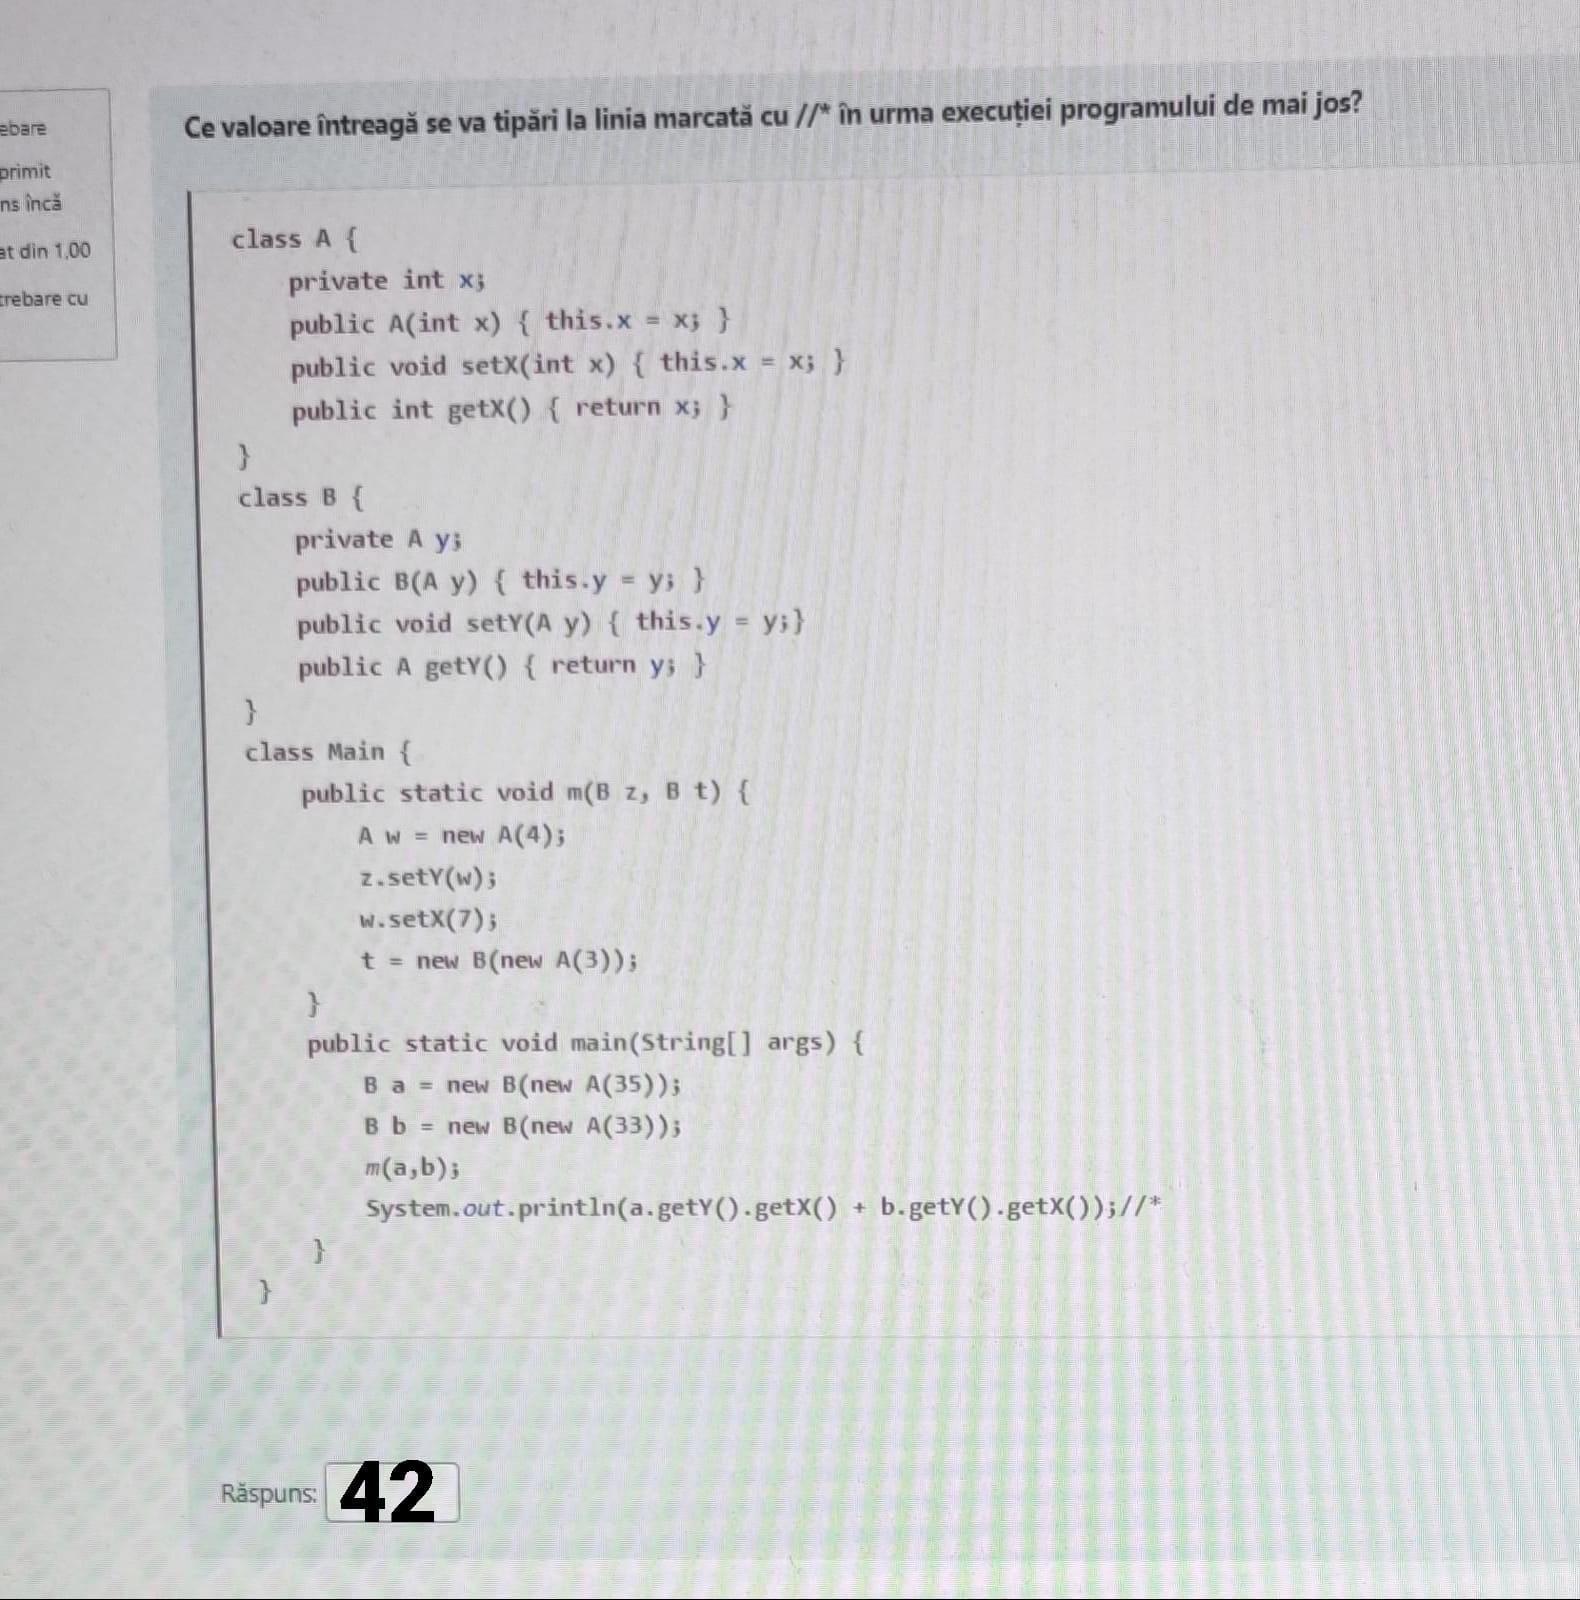 ebare
primit
ns încă
at din 1,00
trebare cu
Ce valoare întreagă se va tipări la linia marcată cu //* în urma execuției programului de mai jos?
class A {
private int x;
public A(int x) { this.x = x; }
public void setX(int x) { this.x = x; }
public int getX() { return x; }
}
class B {
private A y;
public B(A y) { this.y = y; }
public void setY(A y) { this.y = y;}
public A getY() { return y; }
}
class Main {
public static void m(B z, B t) {
A w = new A(4);
z.setY(w);
w.setX(7);
t = new B(new A(3));
}
public static void main(String[] args) {
B a = new B(new A(35));
B b = new B(new A(33));
m(a,b);
System.out.println(a.getY().getX() + b.getY().getX());//*
}
}
Răspuns: 42